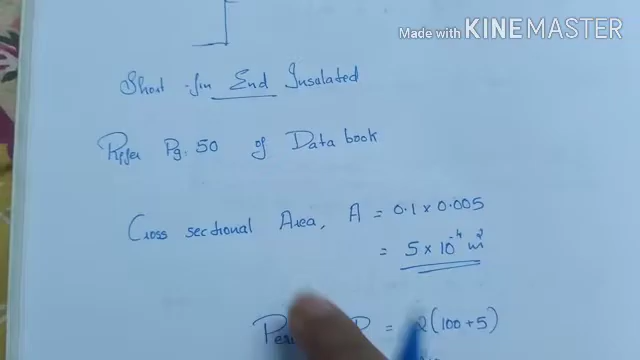 Made with KINEMASTER
Short fin End Insulated
Refer Pg. 50 of Data book
Cross sectional Area, A = 0.1 × 0.005
= 5 × 10⁻⁴ m²
P = 2(100+5)